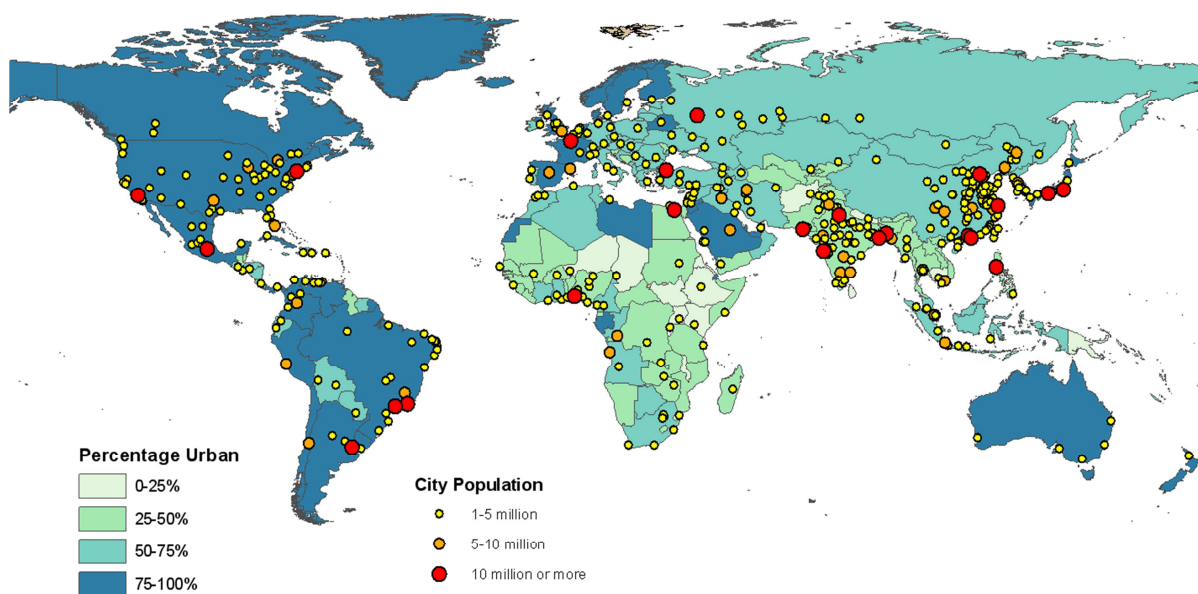 Percentage Urban
0-25%
25-50%
50-75%
75-100%
City Population
1-5 million
5-10 million
10 million or more